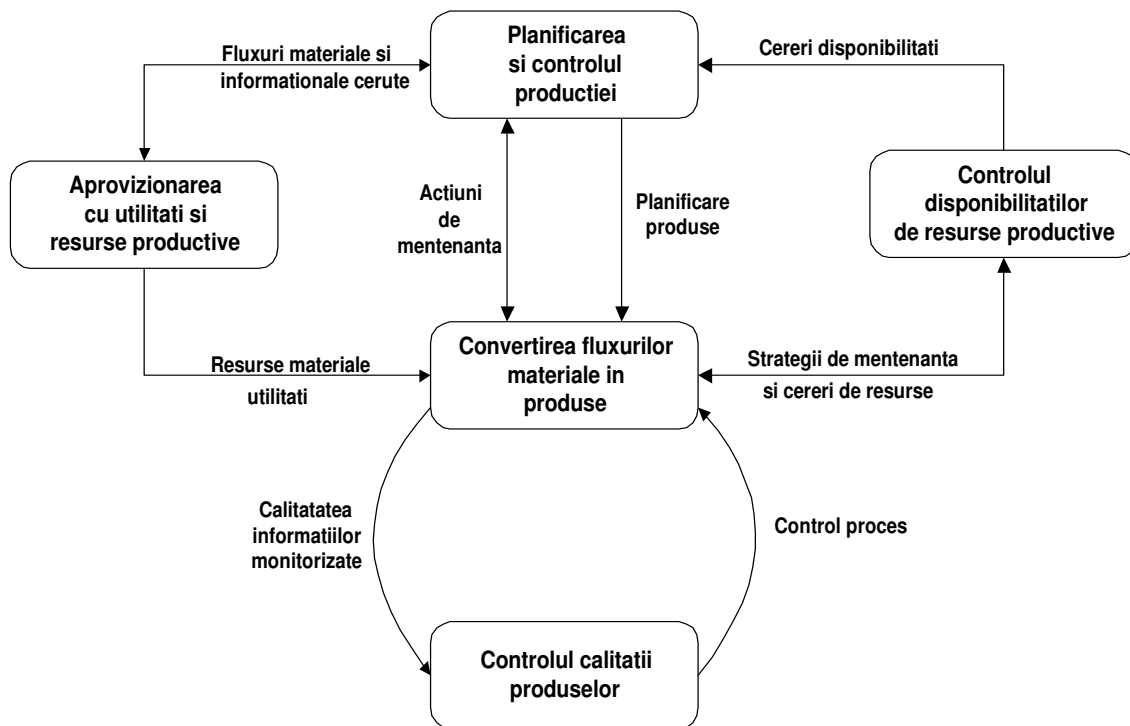 Planificarea
si controlul
productiei
Fluxuri materiale si
informationale cerute
Cereri disponibilitati
Aprovizionarea
cu utilitati si
resurse productive
Actiuni
de
mentenanta
Planificare
produse
Controlul
disponibilitatilor
de resurse productive
Resurse materiale
utilitati
Convertirea fluxurilor
materiale in
produse
Strategii de mentenanta
si cereri de resurse
Calitatatea
informatiilor
monitorizate
Control proces
Controlul calitatii
produselor